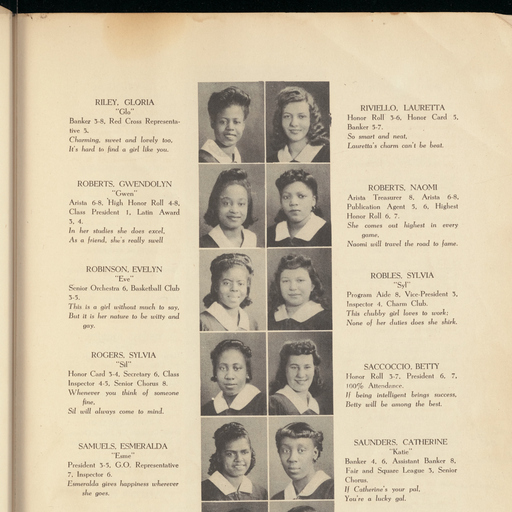 RILEY, GLORIA
"Glo"
Banker 3-8, Red Cross Representa-
tive 3.
Charming, sweet and lovely too,
It's hard to find a girl like you.
ROBERTS, GWENDOLYN
"Gwen"
Arista 6-8, High Honor Roll 4-8,
Class President 1, Latin Award
3, 4.
In her studies she does excel,
As a friend, she's really swell
ROBINSON, EVELYN
"Eve"
Senior Orchestra 6, Basketball Club
3-5.
This is a girl without much to say,
But it is her nature to be witty and
gay.
ROGERS, SYLVIA
"Sil"
Honor Card 3-4, Secretary 6, Class
Inspector 4-5, Senior Chorus 8.
Whenever you think of someone
fine,
Sil will always come to mind.
SAMUELS, ESMERALDA
"Esme"
President 3-5, G.O. Representative
7, Inspector 6.
Esmeralda gives happiness wherever
she goes.
RIVIELLO, LAURETTA
Honor Roll 3-6, Honor Card 3,
Banker 3-7.
So smart and neat,
Lauretta's charm can't be beat.
ROBERTS, NAOMI
Arista Treasurer 8, Arista 6-8,
Publication Agent 5, 6, Highest
Honor Roll 6, 7.
She comes out highest in every
game,
Naomi will travel the road to fame.
ROBLES, SYLVIA
"Syl"
Program Aide 8, Vice-President 3,
Inspector 4, Charm Club.
This chubby girl loves to work;
None of her duties does she shirk.
SACCOCCIO, BETTY
Honor Roll 3-7, President 6, 7,
100% Attendance.
If being intelligent brings success,
Betty will be among the best.
SAUNDERS, CATHERINE
"Katie"
Banker 4, 6, Assistant Banker 8,
Fair and Square League 3, Senior
Chorus.
If Catherine's your pal,
You're a lucky gal.